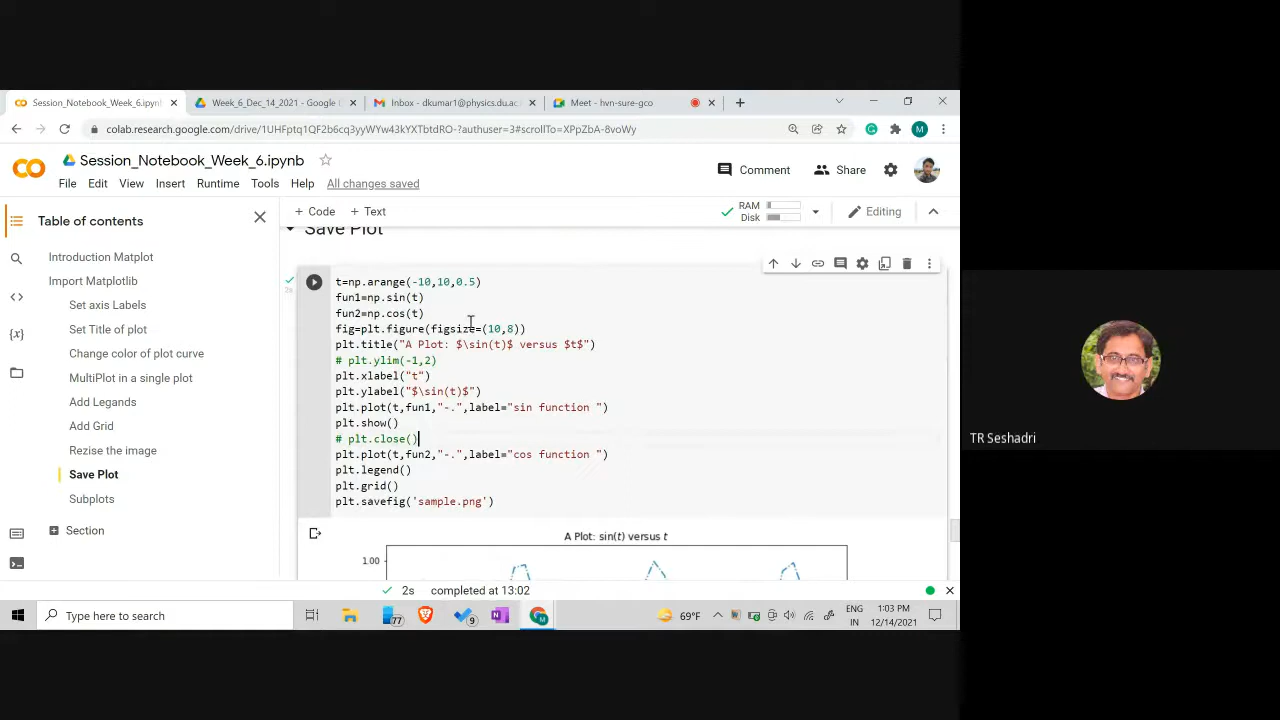 Session_Notebook_Week_6.ipynb
Week_6_Dec_14_2021 - Google D
Inbox - dkumar1@physics.du.ac.
Meet - hvn-sure-gco
colab.research.google.com/drive/1UHFptq1QF2b6cq3yyWYw43kYXTbtdRO-?authuser=3#scrollTo=XPpZbA-8voWy
M
Session_Notebook_Week_6.ipynb
Comment
Share
File Edit View Insert Runtime Tools Help All changes saved
Table of contents
+ Code + Text
RAM
Disk
Editing
Save Plot
Introduction Matplot
Import Matplotlib
Set axis Labels
Set Title of plot
Change color of plot curve
MultiPlot in a single plot
Add Legands
Add Grid
Rezise the image
Save Plot
Subplots
Section
2s
t=np.arange(-10,10,0.5)
fun1=np.sin(t)
fun2=np.cos(t)
fig=plt.figure(figsize=(10,8))
plt.title("A Plot: $\sin(t)$ versus $t$")
# plt.ylim(-1,2)
plt.xlabel("t")
plt.ylabel("$\sin(t)$")
plt.plot(t,fun1,"-.",label="sin function ")
plt.show()
# plt.close()
plt.plot(t,fun2,"-.",label="cos function ")
plt.legend()
plt.grid()
plt.savefig('sample.png')
A Plot: sin(t) versus t
1.00
2s completed at 13:02
Type here to search
77
9
69°F
ENG
IN
1:03 PM
12/14/2021
TR Seshadri